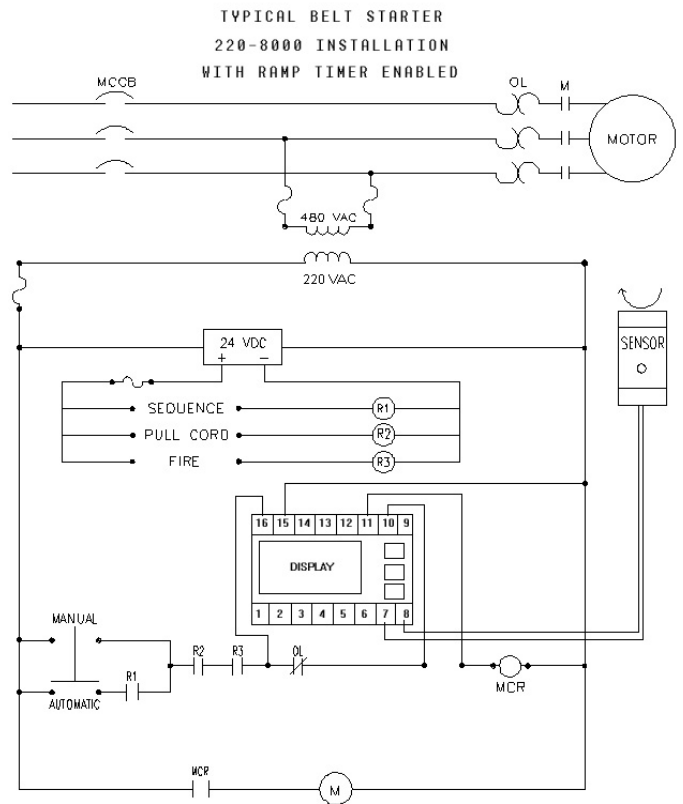 TYPICAL BELT STARTER
220-8000 INSTALLATION
WITH RAMP TIMER ENABLED
MCCB
OL
M
MOTOR
480 VAC
220 VAC
24 VDC
+ −
SENSOR
SEQUENCE
R1
PULL CORD
R2
FIRE
R3
16 15 14 13 12 11 10 9
DISPLAY
1 2 3 4 5 6 7 8
MANUAL
R2 R3 OL
R1
AUTOMATIC
MCR
MCR
M